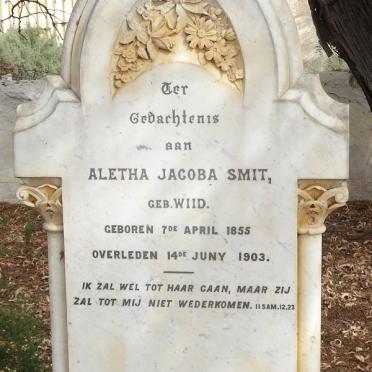 Ter
Gedachtenis
aan
ALETHA JACOBA SMIT,
GEB. WIID.
GEBOREN 7DE APRIL 1855
OVERLEDEN 14DE JUNY 1903.
IK ZAL WEL TOT HAAR GAAN, MAAR ZIJ
ZAL TOT MIJ NIET WEDERKOMEN. II SAM. 12.23